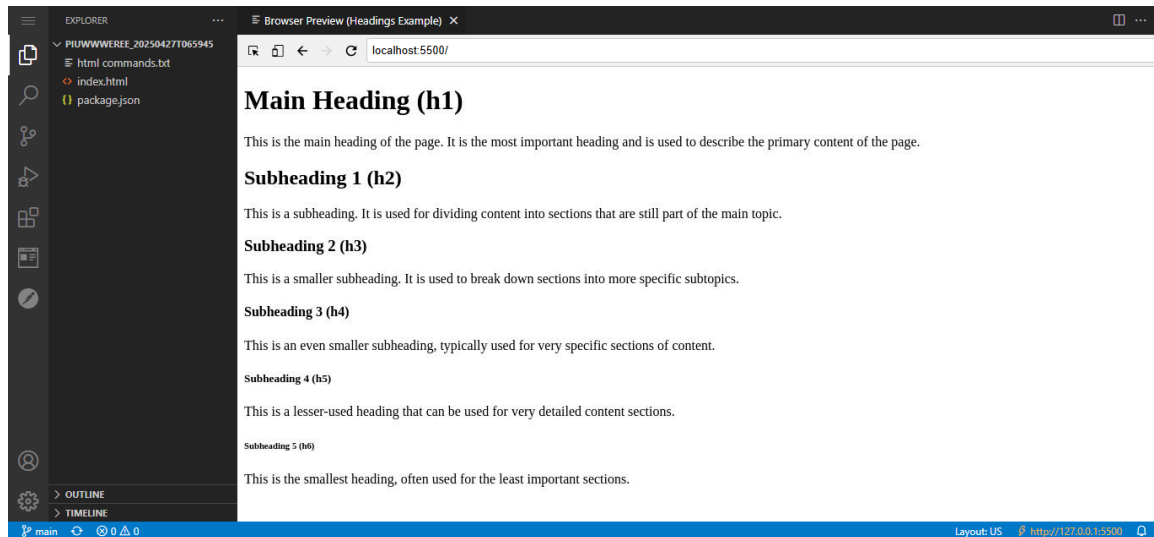 EXPLORER ...
PIUWWWEREE_20250427T065945
html commands.txt
index.html
{} package.json
OUTLINE
TIMELINE
Browser Preview (Headings Example) ×
...
localhost:5500/
Main Heading (h1)
This is the main heading of the page. It is the most important heading and is used to describe the primary content of the page.
Subheading 1 (h2)
This is a subheading. It is used for dividing content into sections that are still part of the main topic.
Subheading 2 (h3)
This is a smaller subheading. It is used to break down sections into more specific subtopics.
Subheading 3 (h4)
This is an even smaller subheading, typically used for very specific sections of content.
Subheading 4 (h5)
This is a lesser-used heading that can be used for very detailed content sections.
Subheading 5 (h6)
This is the smallest heading, often used for the least important sections.
main 0 0 Layout: US http://127.0.0.1:5500